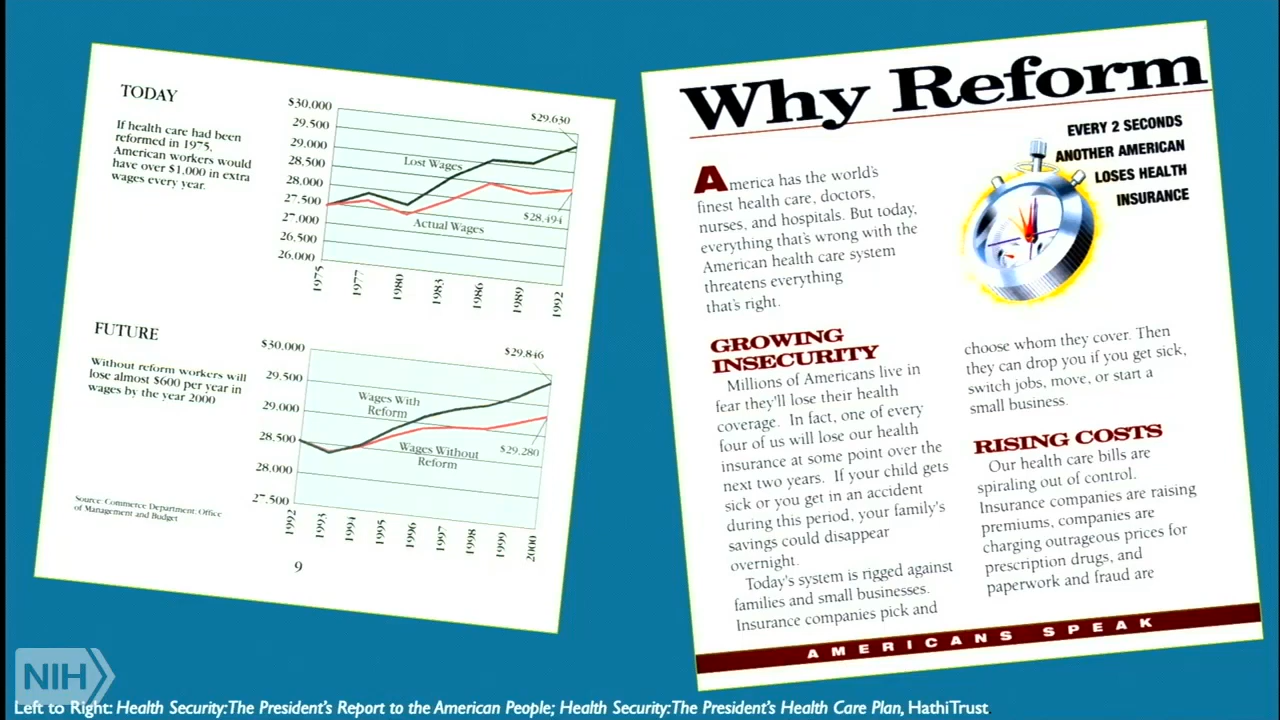 TODAY
If health care had been
reformed in 1975,
American workers would
have over $1,000 in extra
wages every year.
$30.000
29.500
29.000
28.500
28.000
27.500
27.000
26.500
26.000
$29.630
Lost Wages
$28.494
Actual Wages
1975
1977
1980
1983
1986
1989
1992
FUTURE
Without reform workers will
lose almost $600 per year in
wages by the year 2000
$30.000
29.500
29.000
28.500
28.000
27.500
$29.846
Wages With
Reform
Wages Without
Reform
$29.280
1992
1993
1994
1995
1996
1997
1998
1999
2000
Source: Commerce Department: Office
of Management and Budget
9
Why Reform
EVERY 2 SECONDS
ANOTHER AMERICAN
LOSES HEALTH
INSURANCE
America has the world's
finest health care, doctors,
nurses, and hospitals. But today,
everything that's wrong with the
American health care system
threatens everything
that's right.
GROWING
INSECURITY
Millions of Americans live in
fear they'll lose their health
coverage. In fact, one of every
four of us will lose our health
insurance at some point over the
next two years. If your child gets
sick or you get in an accident
during this period, your family's
savings could disappear
overnight.
Today's system is rigged against
families and small businesses.
Insurance companies pick and
choose whom they cover. Then
they can drop you if you get sick,
switch jobs, move, or start a
small business.
RISING COSTS
Our health care bills are
spiraling out of control.
Insurance companies are raising
premiums, companies are
charging outrageous prices for
prescription drugs, and
paperwork and fraud are
AMERICANS SPEAK
NIH
Left to Right: Health Security:The President's Report to the American People; Health Security:The President's Health Care Plan, HathiTrust